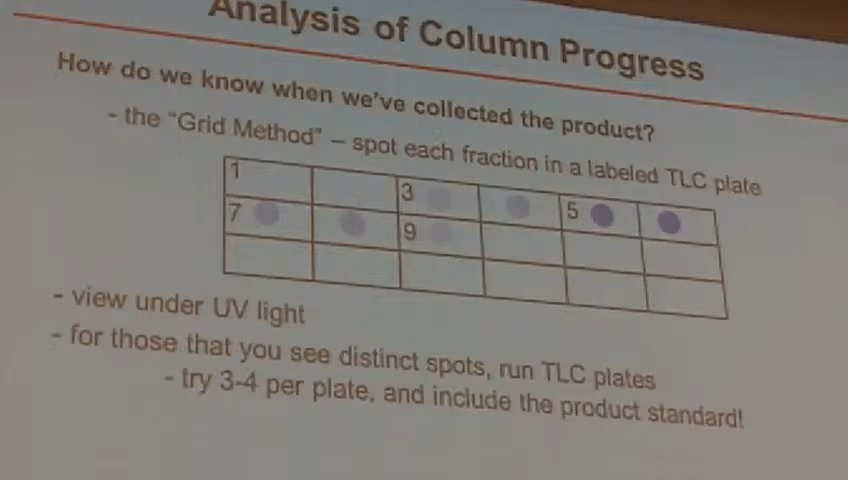 Analysis of Column Progress
How do we know when we've collected the product?
- the "Grid Method" – spot each fraction in a labeled TLC plate
1 3 5
7 9
- view under UV light
- for those that you see distinct spots, run TLC plates
- try 3-4 per plate, and include the product standard!